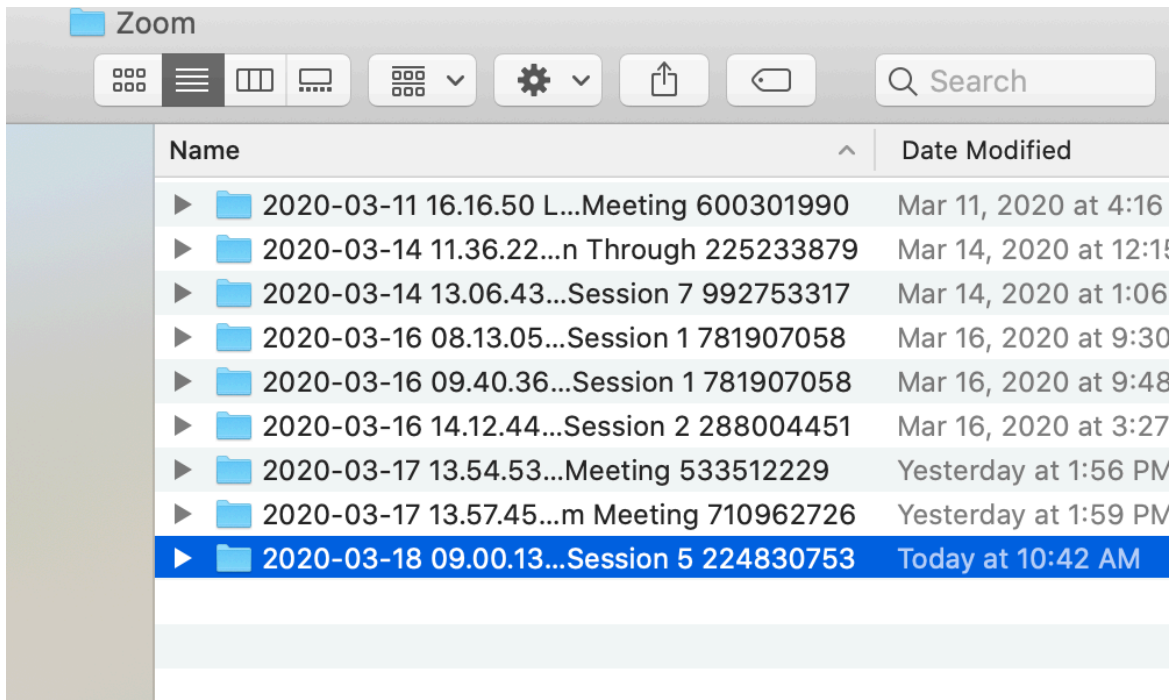 Zoom
Search
Name Date Modified
2020-03-11 16.16.50 L...Meeting 600301990 Mar 11, 2020 at 4:16
2020-03-14 11.36.22...n Through 225233879 Mar 14, 2020 at 12:15
2020-03-14 13.06.43...Session 7 992753317 Mar 14, 2020 at 1:06
2020-03-16 08.13.05...Session 1 781907058 Mar 16, 2020 at 9:30
2020-03-16 09.40.36...Session 1 781907058 Mar 16, 2020 at 9:48
2020-03-16 14.12.44...Session 2 288004451 Mar 16, 2020 at 3:27
2020-03-17 13.54.53...Meeting 533512229 Yesterday at 1:56 PM
2020-03-17 13.57.45...m Meeting 710962726 Yesterday at 1:59 PM
2020-03-18 09.00.13...Session 5 224830753 Today at 10:42 AM